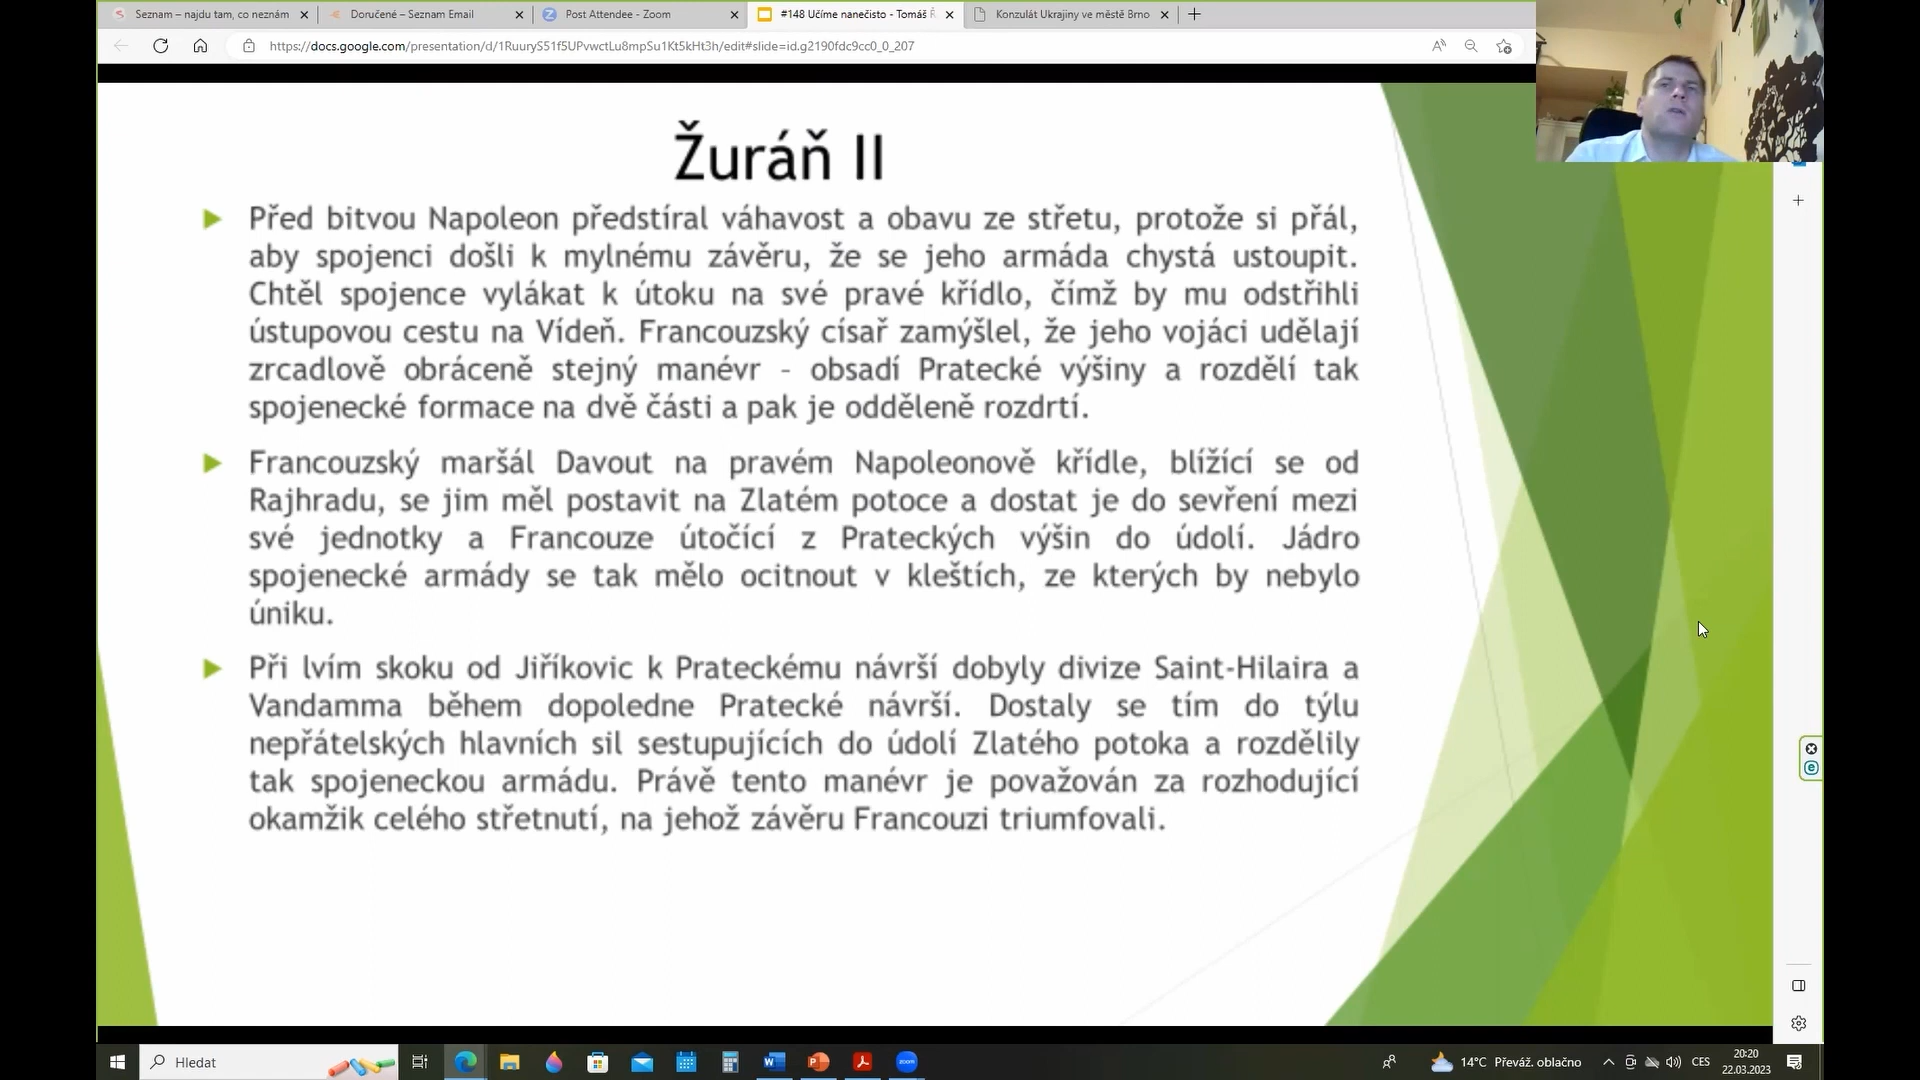 Seznam – najdu tam, co neznám
Doručené – Seznam Email
Post Attendee - Zoom
#148 Učíme nanečisto - Tomáš
Konzulát Ukrajiny ve městě Brno
https://docs.google.com/presentation/d/1RuuryS51f5UPvwctLu8mpSu1Kt5kHt3h/edit#slide=id.g2190fdc9cc0_0_207
Žuráň II
Před bitvou Napoleon předstíral váhavost a obavu ze střetu, protože si přál,
aby spojenci došli k mylnému závěru, že se jeho armáda chystá ustoupit.
Chtěl spojence vylákat k útoku na své pravé křídlo, čímž by mu odstřihli
ústupovou cestu na Vídeň. Francouzský císař zamýšlel, že jeho vojáci udělají
zrcadlově obráceně stejný manévr – obsadí Pratecké výšiny a rozdělí tak
spojenecké formace na dvě části a pak je odděleně rozdrtí.
Francouzský maršál Davout na pravém Napoleonově křídle, blížící se od
Rajhradu, se jim měl postavit na Zlatém potoce a dostat je do sevření mezi
své jednotky a Francouze útočící z Prateckých výšin do údolí. Jádro
spojenecké armády se tak mělo ocitnout v kleštích, ze kterých by nebylo
úniku.
Při lvím skoku od Jiříkovic k Prateckému návrší dobyly divize Saint-Hilaira a
Vandamma během dopoledne Pratecké návrší. Dostaly se tím do týlu
nepřátelských hlavních sil sestupujících do údolí Zlatého potoka a rozdělily
tak spojeneckou armádu. Právě tento manévr je považován za rozhodující
okamžik celého střetnutí, na jehož závěru Francouzi triumfovali.
Hledat
14°C Převáž. oblačno
CES
20:20
22.03.2023